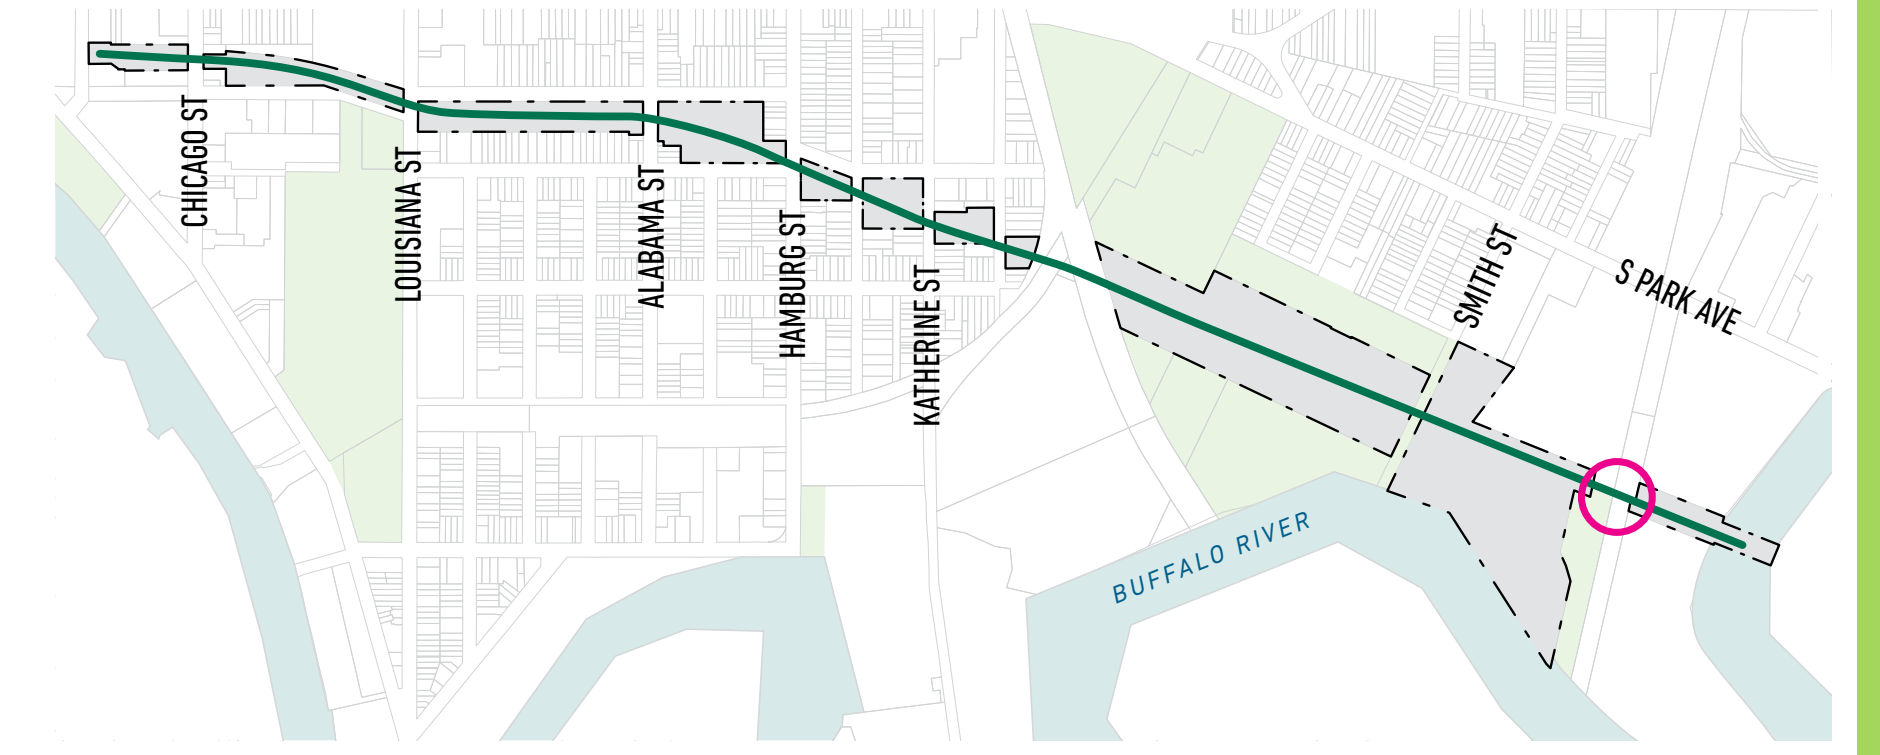 CHICAGO ST
LOUISIANA ST
ALABAMA ST
HAMBURG ST
KATHERINE ST
SMITH ST
S PARK AVE
BUFFALO RIVER